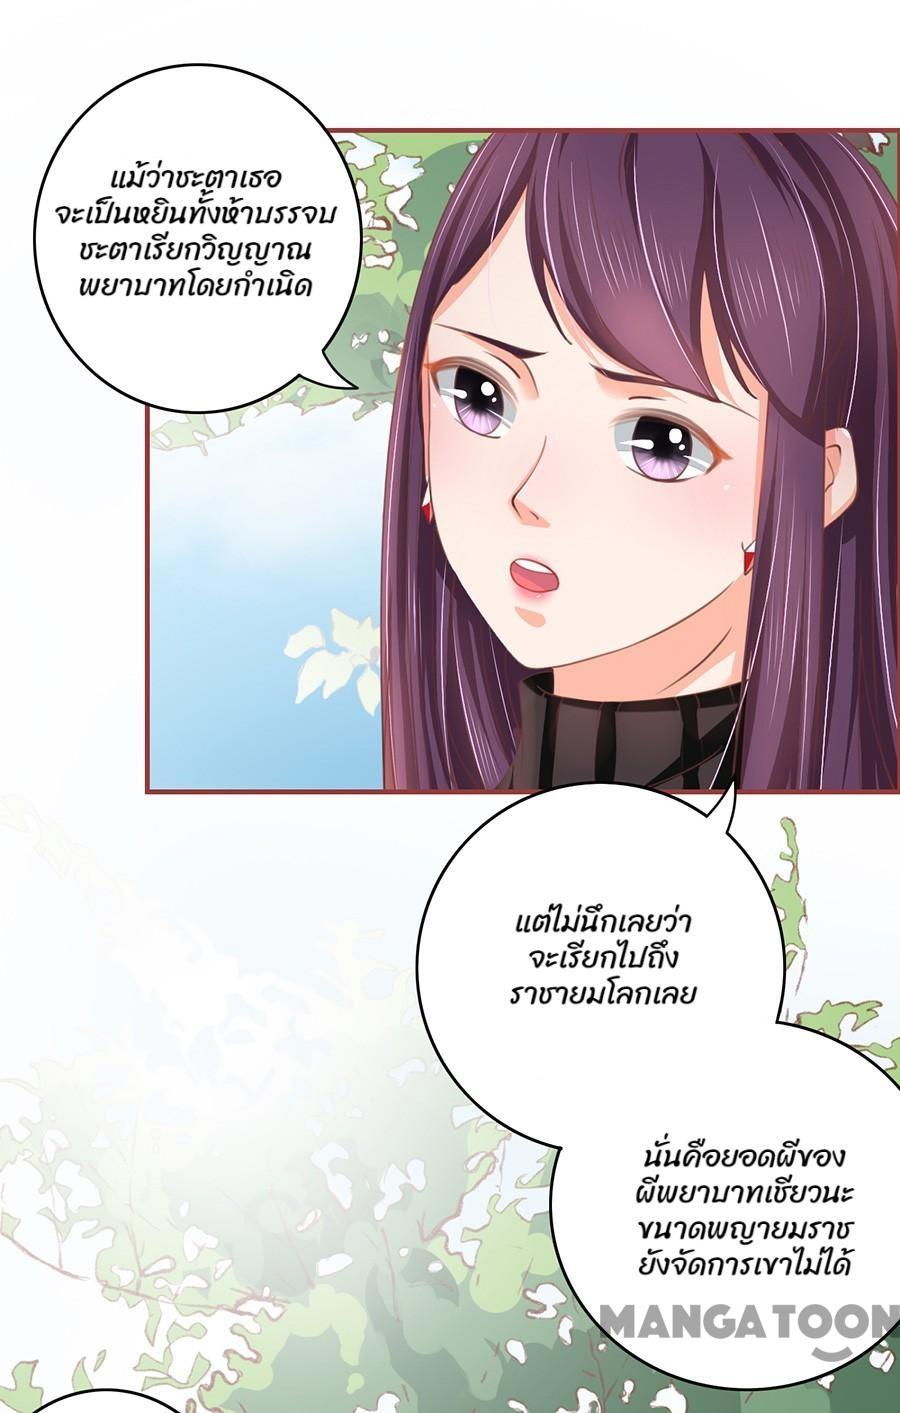 แม้ว่าชะตาเธอ
จะเป็นหยินทั้งห้าบรรจบ
ชะตาเรียกวิญญาณ
พยาบาทโดยกำเนิด
แต่ไม่นึกเลยว่า
จะเรียกไปถึง
ราชายมโลกเลย
นั่นคือยอดผีของ
ผีพยาบาทเชียวนะ
ขนาดพญายมราช
ยังจัดการเขาไม่ได้
MANGA TOON